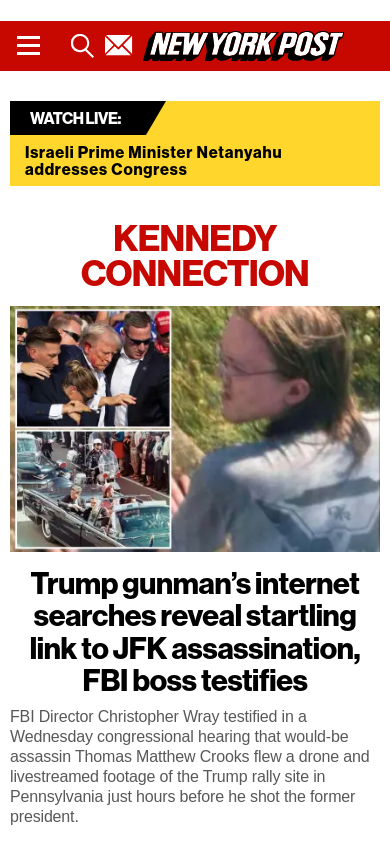 NEW YORK POST
WATCH LIVE:
Israeli Prime Minister Netanyahu
addresses Congress
KENNEDY
CONNECTION
Trump gunman’s internet
searches reveal startling
link to JFK assassination,
FBI boss testifies
FBI Director Christopher Wray testified in a
Wednesday congressional hearing that would-be
assassin Thomas Matthew Crooks flew a drone and
livestreamed footage of the Trump rally site in
Pennsylvania just hours before he shot the former
president.